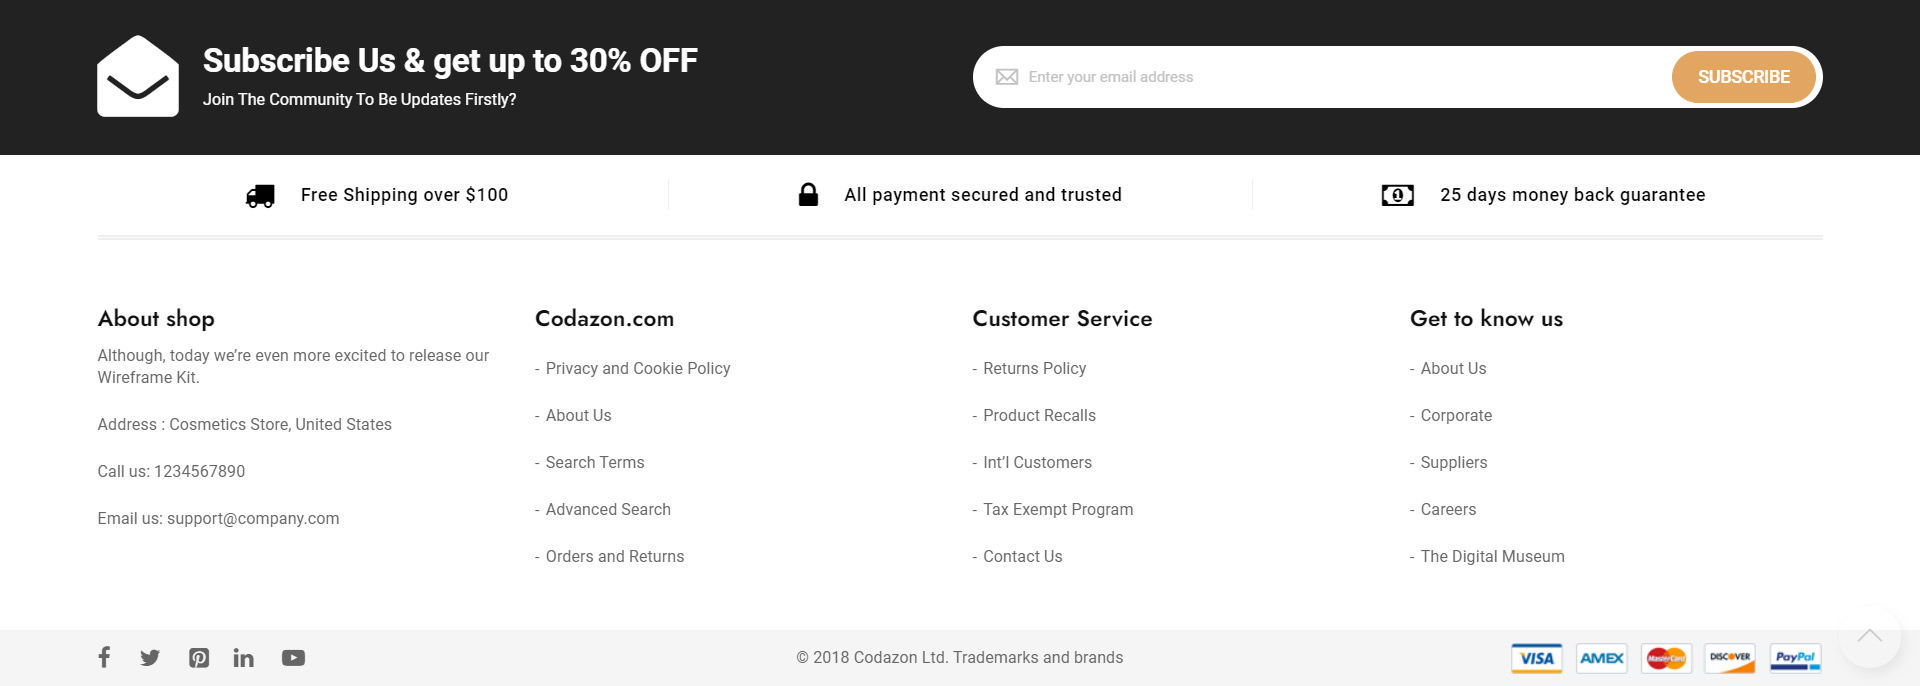 Subscribe Us & get up to 30% OFF
Join The Community To Be Updates Firstly?
Enter your email address
SUBSCRIBE
Free Shipping over $100
All payment secured and trusted
25 days money back guarantee
About shop
Although, today we’re even more excited to release our
Wireframe Kit.
Address : Cosmetics Store, United States
Call us: 1234567890
Email us: support@company.com
Codazon.com
- Privacy and Cookie Policy
- About Us
- Search Terms
- Advanced Search
- Orders and Returns
Customer Service
- Returns Policy
- Product Recalls
- Int’l Customers
- Tax Exempt Program
- Contact Us
Get to know us
- About Us
- Corporate
- Suppliers
- Careers
- The Digital Museum
© 2018 Codazon Ltd. Trademarks and brands
VISA
AMEX
MasterCard
DISCOVER
PayPal